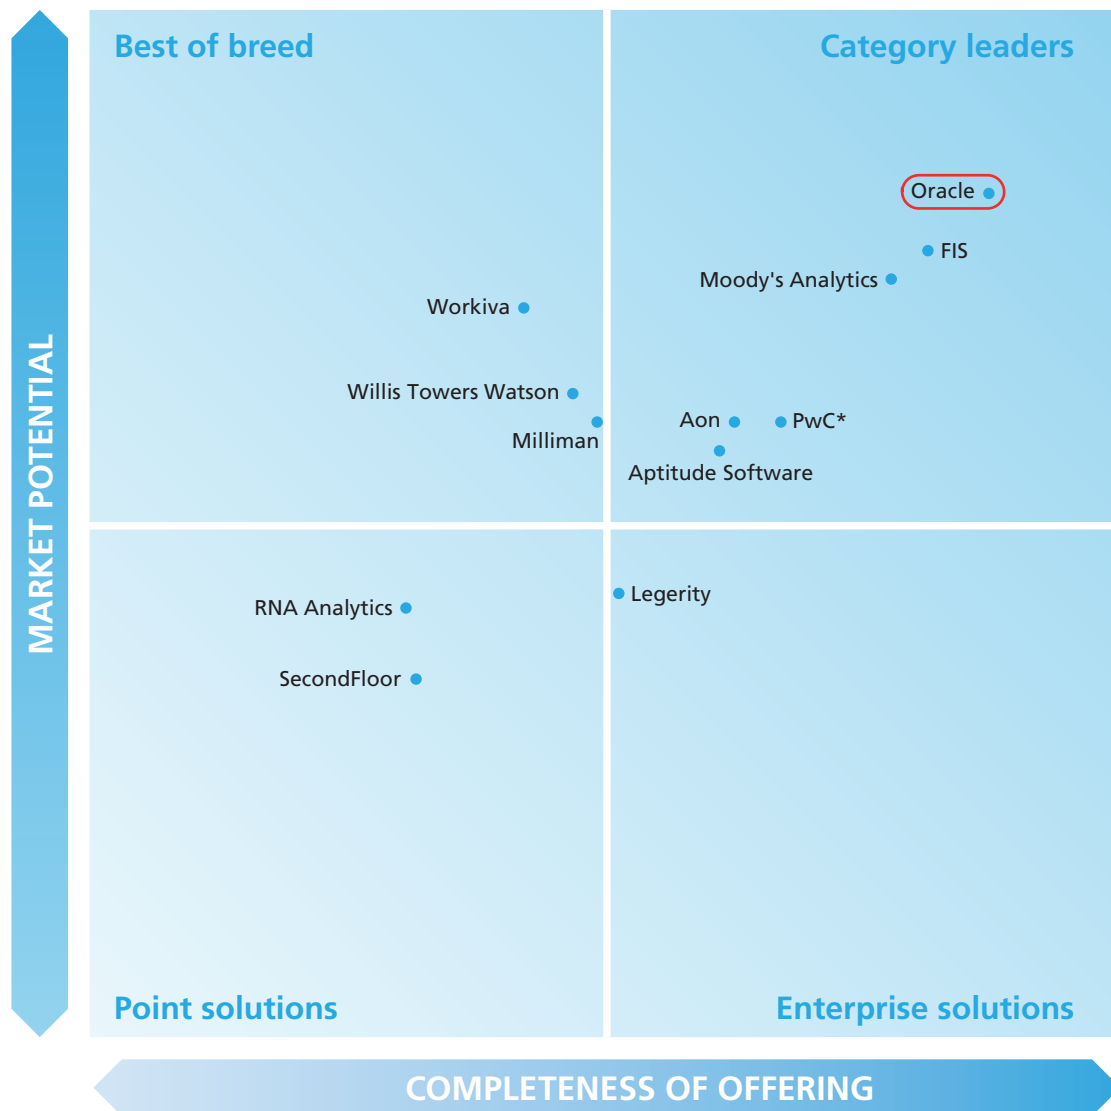 Best of breed
Category leaders
Oracle
FIS
Moody's Analytics
Workiva
Willis Towers Watson
Milliman
Aon
PwC*
Aptitude Software
MARKET POTENTIAL
RNA Analytics
Legerity
SecondFloor
Point solutions
Enterprise solutions
COMPLETENESS OF OFFERING